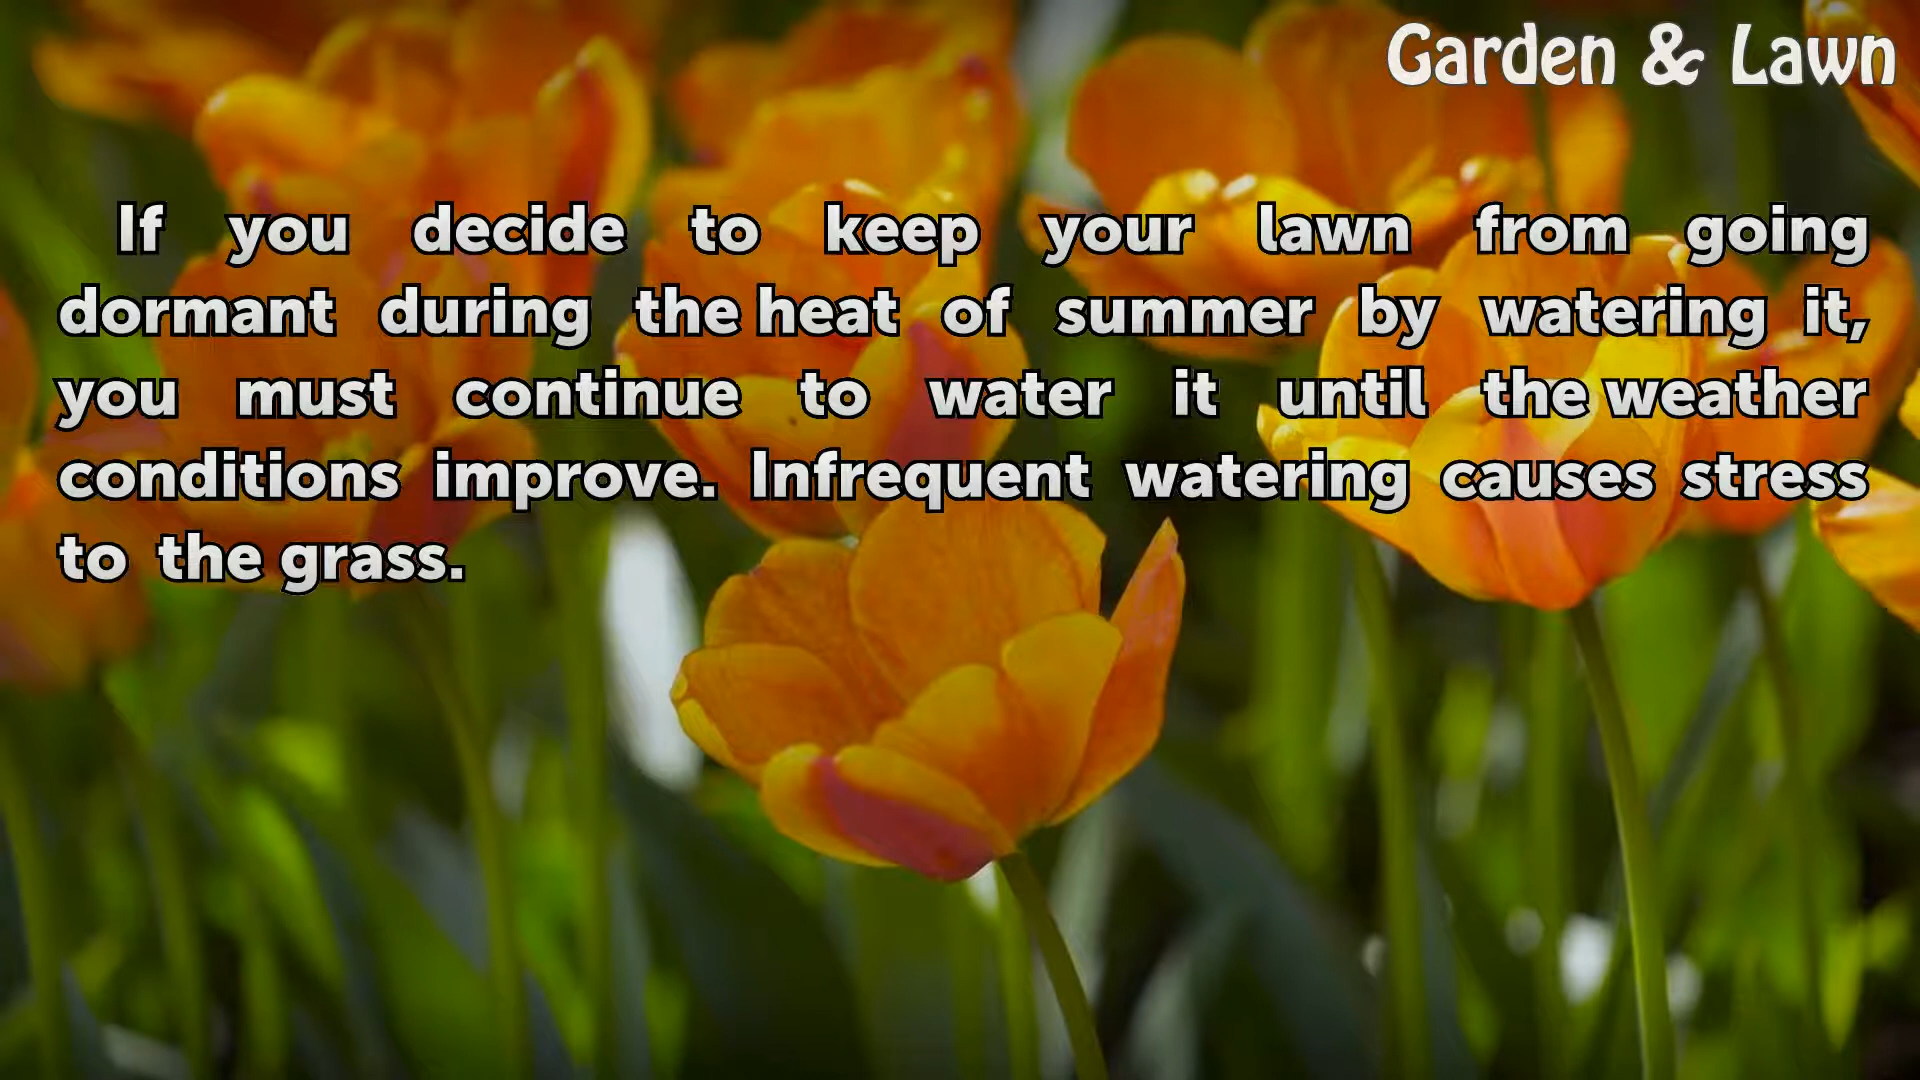 Garden & Lawn
If you decide to keep your lawn from going
dormant during the heat of summer by watering it,
you must continue to water it until the weather
conditions improve. Infrequent watering causes stress
to the grass.